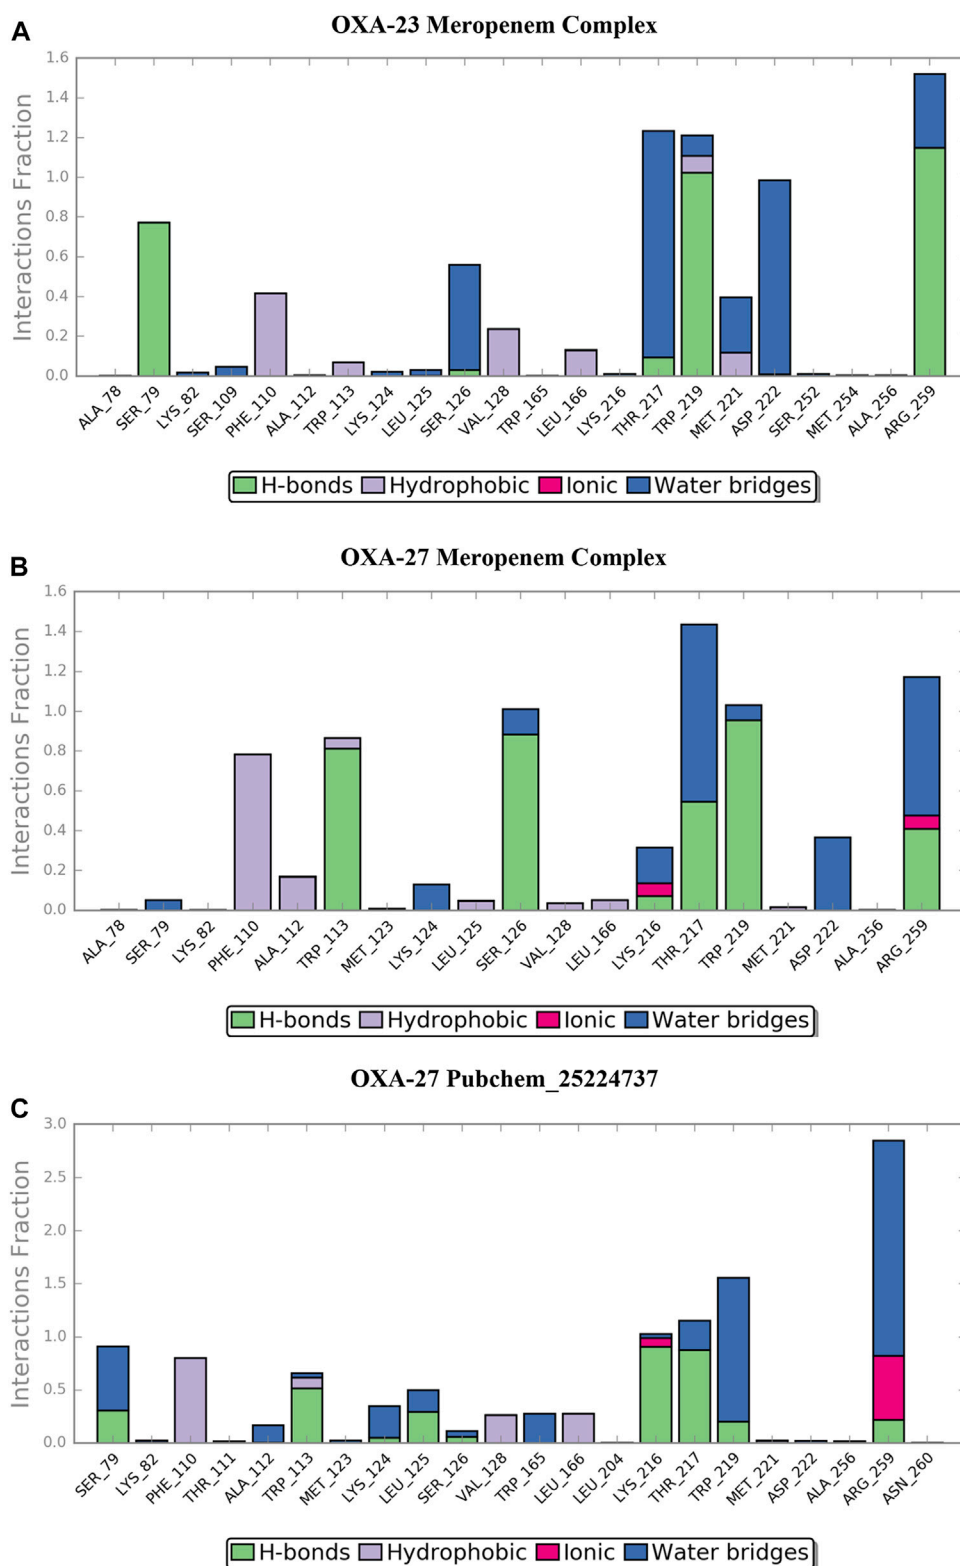 A
OXA-23 Meropenem Complex
Interactions Fraction
1.6
1.4
1.2
1.0
0.8
0.6
0.4
0.2
0.0
ALA_78 SER_79 LYS_82 SER_109 PHE_110 ALA_112 TRP_113 LYS_124 LEU_125 SER_126 VAL_128 TRP_165 LEU_166 LYS_216 THR_217 TRP_219 MET_221 ASP_222 SER_252 MET_254 ALA_256 ARG_259
H-bonds Hydrophobic Ionic Water bridges
B
OXA-27 Meropenem Complex
Interactions Fraction
1.6
1.4
1.2
1.0
0.8
0.6
0.4
0.2
0.0
ALA_78 SER_79 LYS_82 PHE_110 ALA_112 TRP_113 MET_123 LYS_124 LEU_125 SER_126 VAL_128 LEU_166 LYS_216 THR_217 TRP_219 MET_221 ASP_222 ALA_256 ARG_259
H-bonds Hydrophobic Ionic Water bridges
OXA-27 Pubchem_25224737
C
Interactions Fraction
3.0
2.5
2.0
1.5
1.0
0.5
0.0
SER_79 LYS_82 PHE_110 THR_111 ALA_112 TRP_113 MET_123 LYS_124 LEU_125 SER_126 VAL_128 TRP_165 LEU_166 LEU_204 LYS_216 THR_217 TRP_219 MET_221 ASP_222 ALA_256 ARG_259 ASN_260
H-bonds Hydrophobic Ionic Water bridges